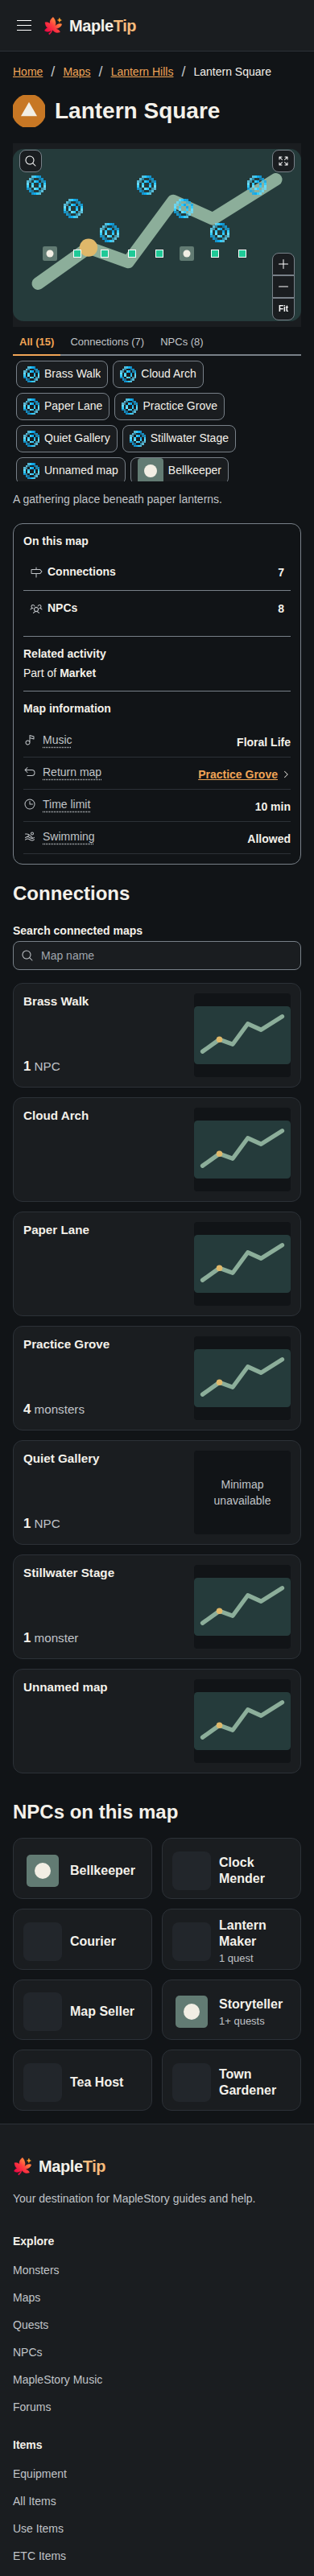 MapleTip
Home / Maps / Lantern Hills / Lantern Square
Lantern Square
Fit
All (15) Connections (7) NPCs (8)
Brass Walk Cloud Arch
Paper Lane Practice Grove
Quiet Gallery Stillwater Stage
Unnamed map Bellkeeper
A gathering place beneath paper lanterns.
On this map
Connections 7
NPCs 8
Related activity
Part of Market
Map information
Music Floral Life
Return map Practice Grove
Time limit 10 min
Swimming Allowed
Connections
Search connected maps
Map name
Brass Walk
1 NPC
Cloud Arch
Paper Lane
Practice Grove
4 monsters
Quiet Gallery
Minimap
unavailable
1 NPC
Stillwater Stage
1 monster
Unnamed map
NPCs on this map
Bellkeeper
Clock
Mender
Courier
Lantern
Maker
1 quest
Map Seller
Storyteller
1+ quests
Tea Host
Town
Gardener
MapleTip
Your destination for MapleStory guides and help.
Explore
Monsters
Maps
Quests
NPCs
MapleStory Music
Forums
Items
Equipment
All Items
Use Items
ETC Items